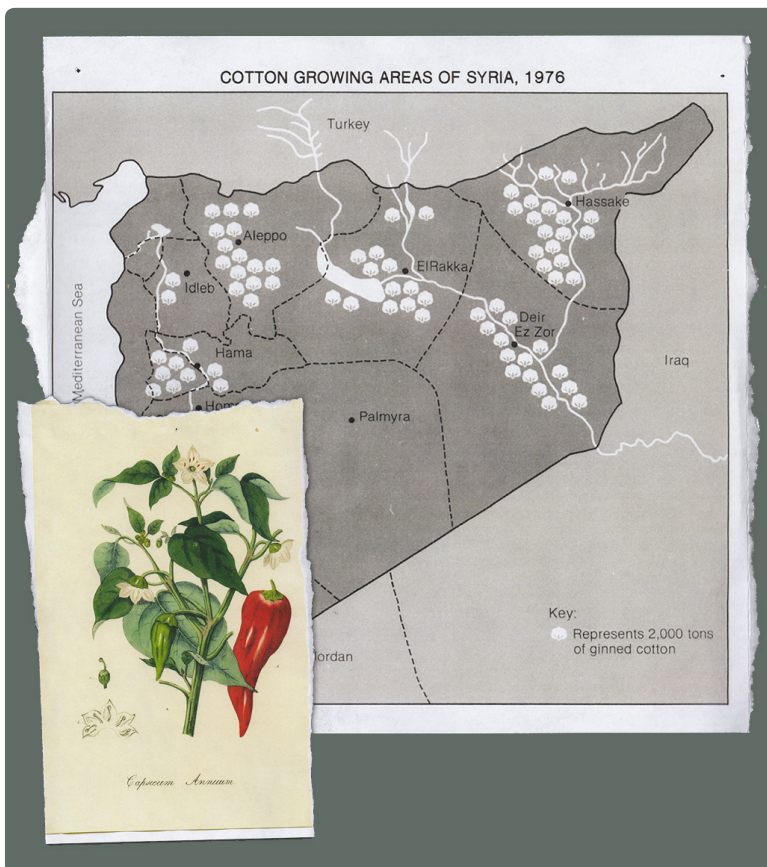 COTTON GROWING AREAS OF SYRIA, 1976
Turkey
Hassake
Aleppo
ElRakka
Idleb
Deir
Ez Zor
Mediterranean Sea
Hama
Iraq
Hom
Palmyra
Key:
Represents 2,000 tons
of ginned cotton
ordan
Capsicum Annuum